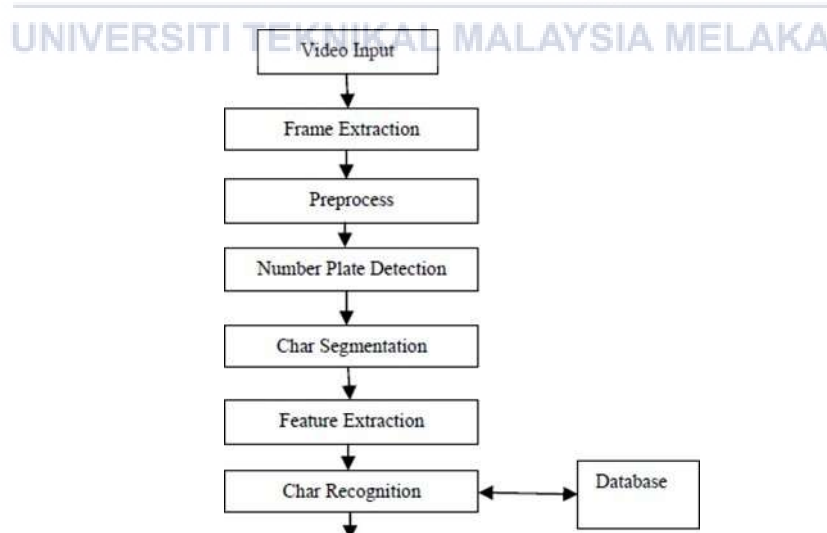 UNIVERSITI TEKNIKAL MALAYSIA MELAKA
Video Input
Frame Extraction
Preprocess
Number Plate Detection
Char Segmentation
Feature Extraction
Char Recognition
Database